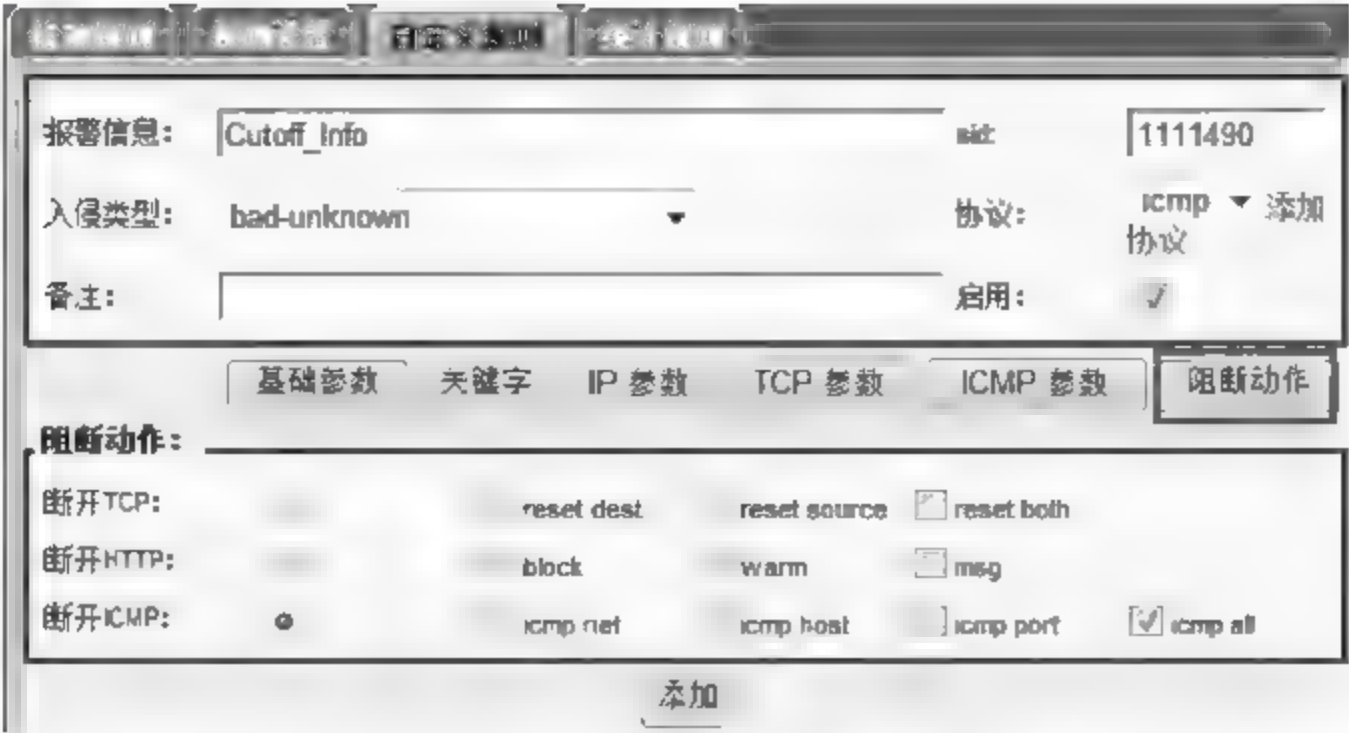 报警信息: Cutoff_Info sid: 1111490
入侵类型: bad-unknown 协议: icmp 添加
协议
备注: 启用:
基础参数 关键字 IP 参数 TCP 参数 ICMP 参数 阻断动作
阻断动作:
断开TCP: reset dest reset source reset both
断开HTTP: block warm msg
断开ICMP: icmp net icmp host icmp port icmp all
添加